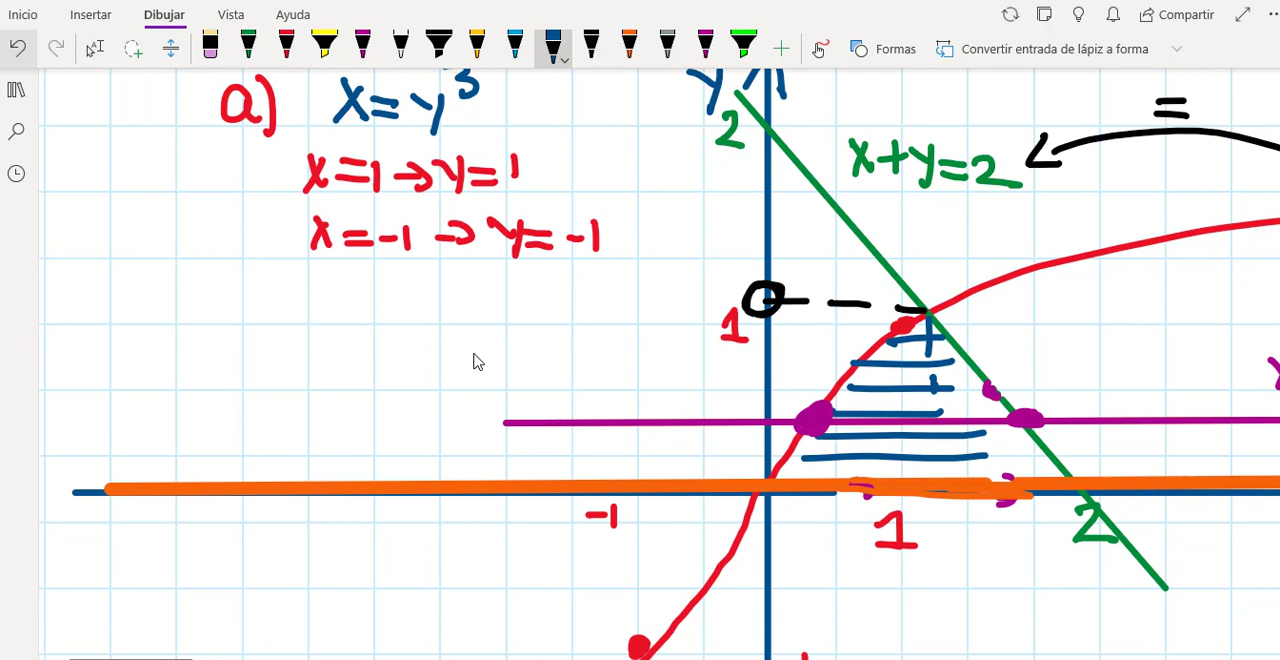 Inicio Insertar Dibujar Vista Ayuda
Compartir
Formas Convertir entrada de lápiz a forma
a) x=y³
x=1→y=1
x=-1→y=-1
y
2
x+y=2
=
1
-1
1
2